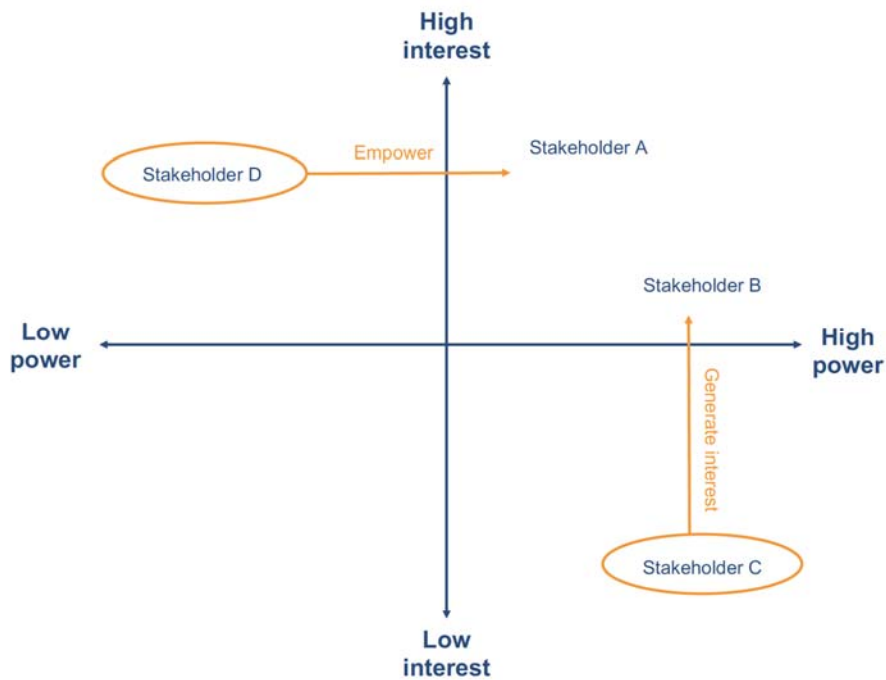 High
interest
Empower
Stakeholder A
Stakeholder D
Stakeholder B
Low
power
High
power
Generate interest
Stakeholder C
Low
interest